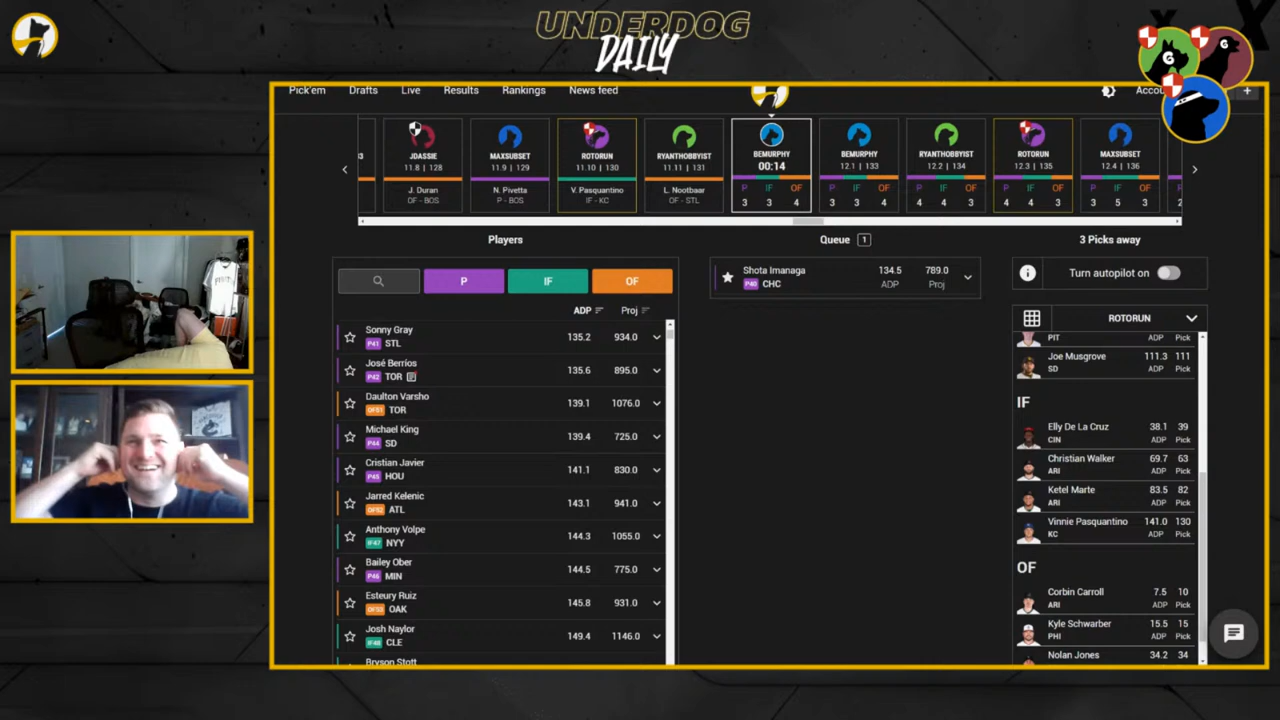 UNDERDOG
DAILY
Pick'em Drafts Live Results Rankings News feed
JDASSIE
11.8 | 128
J. Duran
OF - BOS
MAXSUBSET
11.9 | 129
N. Pivetta
P - BOS
ROTORUN
11.10 | 130
V. Pasquantino
IF - KC
RYANTHOBBYIST
11.11 | 131
L. Nootbaar
OF - STL
BEMURPHY
00:14
P IF OF
3 3 4
BEMURPHY
12.1 | 133
P IF OF
3 3 4
RYANTHOBBYIST
12.2 | 134
P IF OF
4 4 3
ROTORUN
12.3 | 135
P IF OF
4 4 3
MAXSUBSET
12.4 | 136
P IF OF
3 5 3
Players
P IF OF
ADP Proj
Sonny Gray
P41 STL
135.2 934.0
José Berríos
P42 TOR
135.6 895.0
Daulton Varsho
OF51 TOR
139.1 1076.0
Michael King
P44 SD
139.4 725.0
Cristian Javier
P45 HOU
141.1 830.0
Jarred Kelenic
OF52 ATL
143.1 941.0
Anthony Volpe
IF47 NYY
144.3 1055.0
Bailey Ober
P46 MIN
144.5 775.0
Esteury Ruiz
OF53 OAK
145.8 931.0
Josh Naylor
IF48 CLE
149.4 1146.0
Bryson Stott
Queue 1
Shota Imanaga
P40 CHC
134.5 789.0
ADP Proj
3 Picks away
Turn autopilot on
ROTORUN
PIT ADP Pick
Joe Musgrove 111.3 111
SD ADP Pick
IF
Elly De La Cruz 38.1 39
CIN ADP Pick
Christian Walker 69.7 63
ARI ADP Pick
Ketel Marte 83.5 82
ARI ADP Pick
Vinnie Pasquantino 141.0 130
KC ADP Pick
OF
Corbin Carroll 7.5 10
ARI ADP Pick
Kyle Schwarber 15.5 15
PHI ADP Pick
Nolan Jones 34.2 34